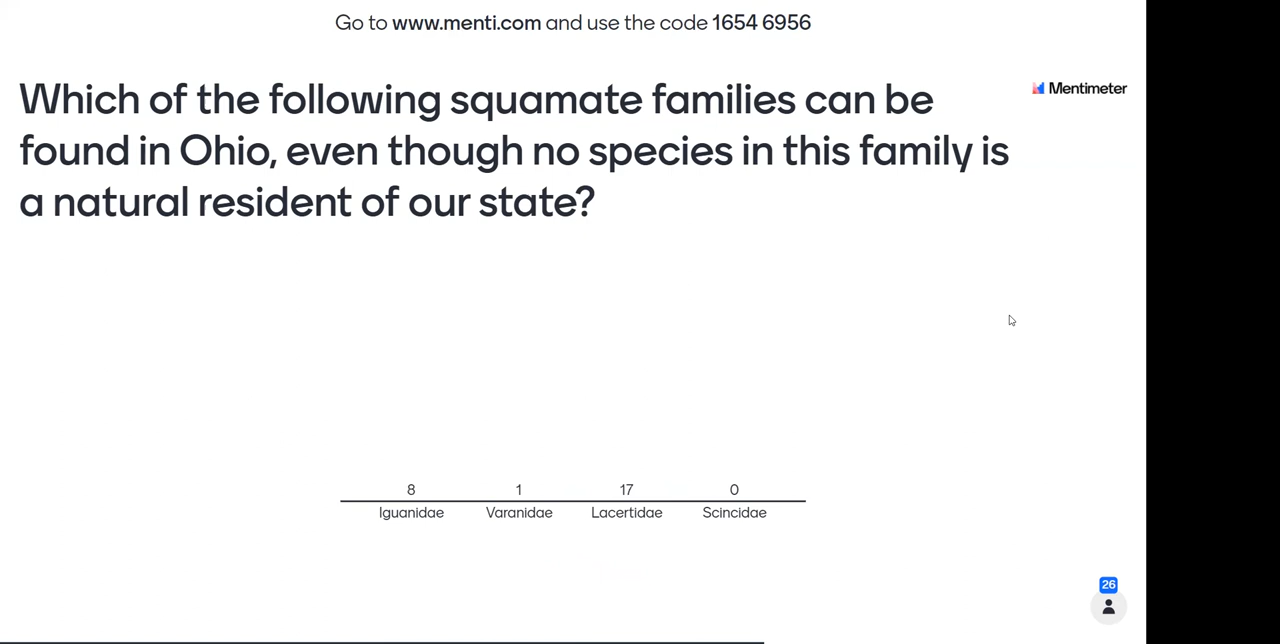 Go to www.menti.com and use the code 1654 6956
Mentimeter
Which of the following squamate families can be
found in Ohio, even though no species in this family is
a natural resident of our state?
8 1 17 0
Iguanidae Varanidae Lacertidae Scincidae
26